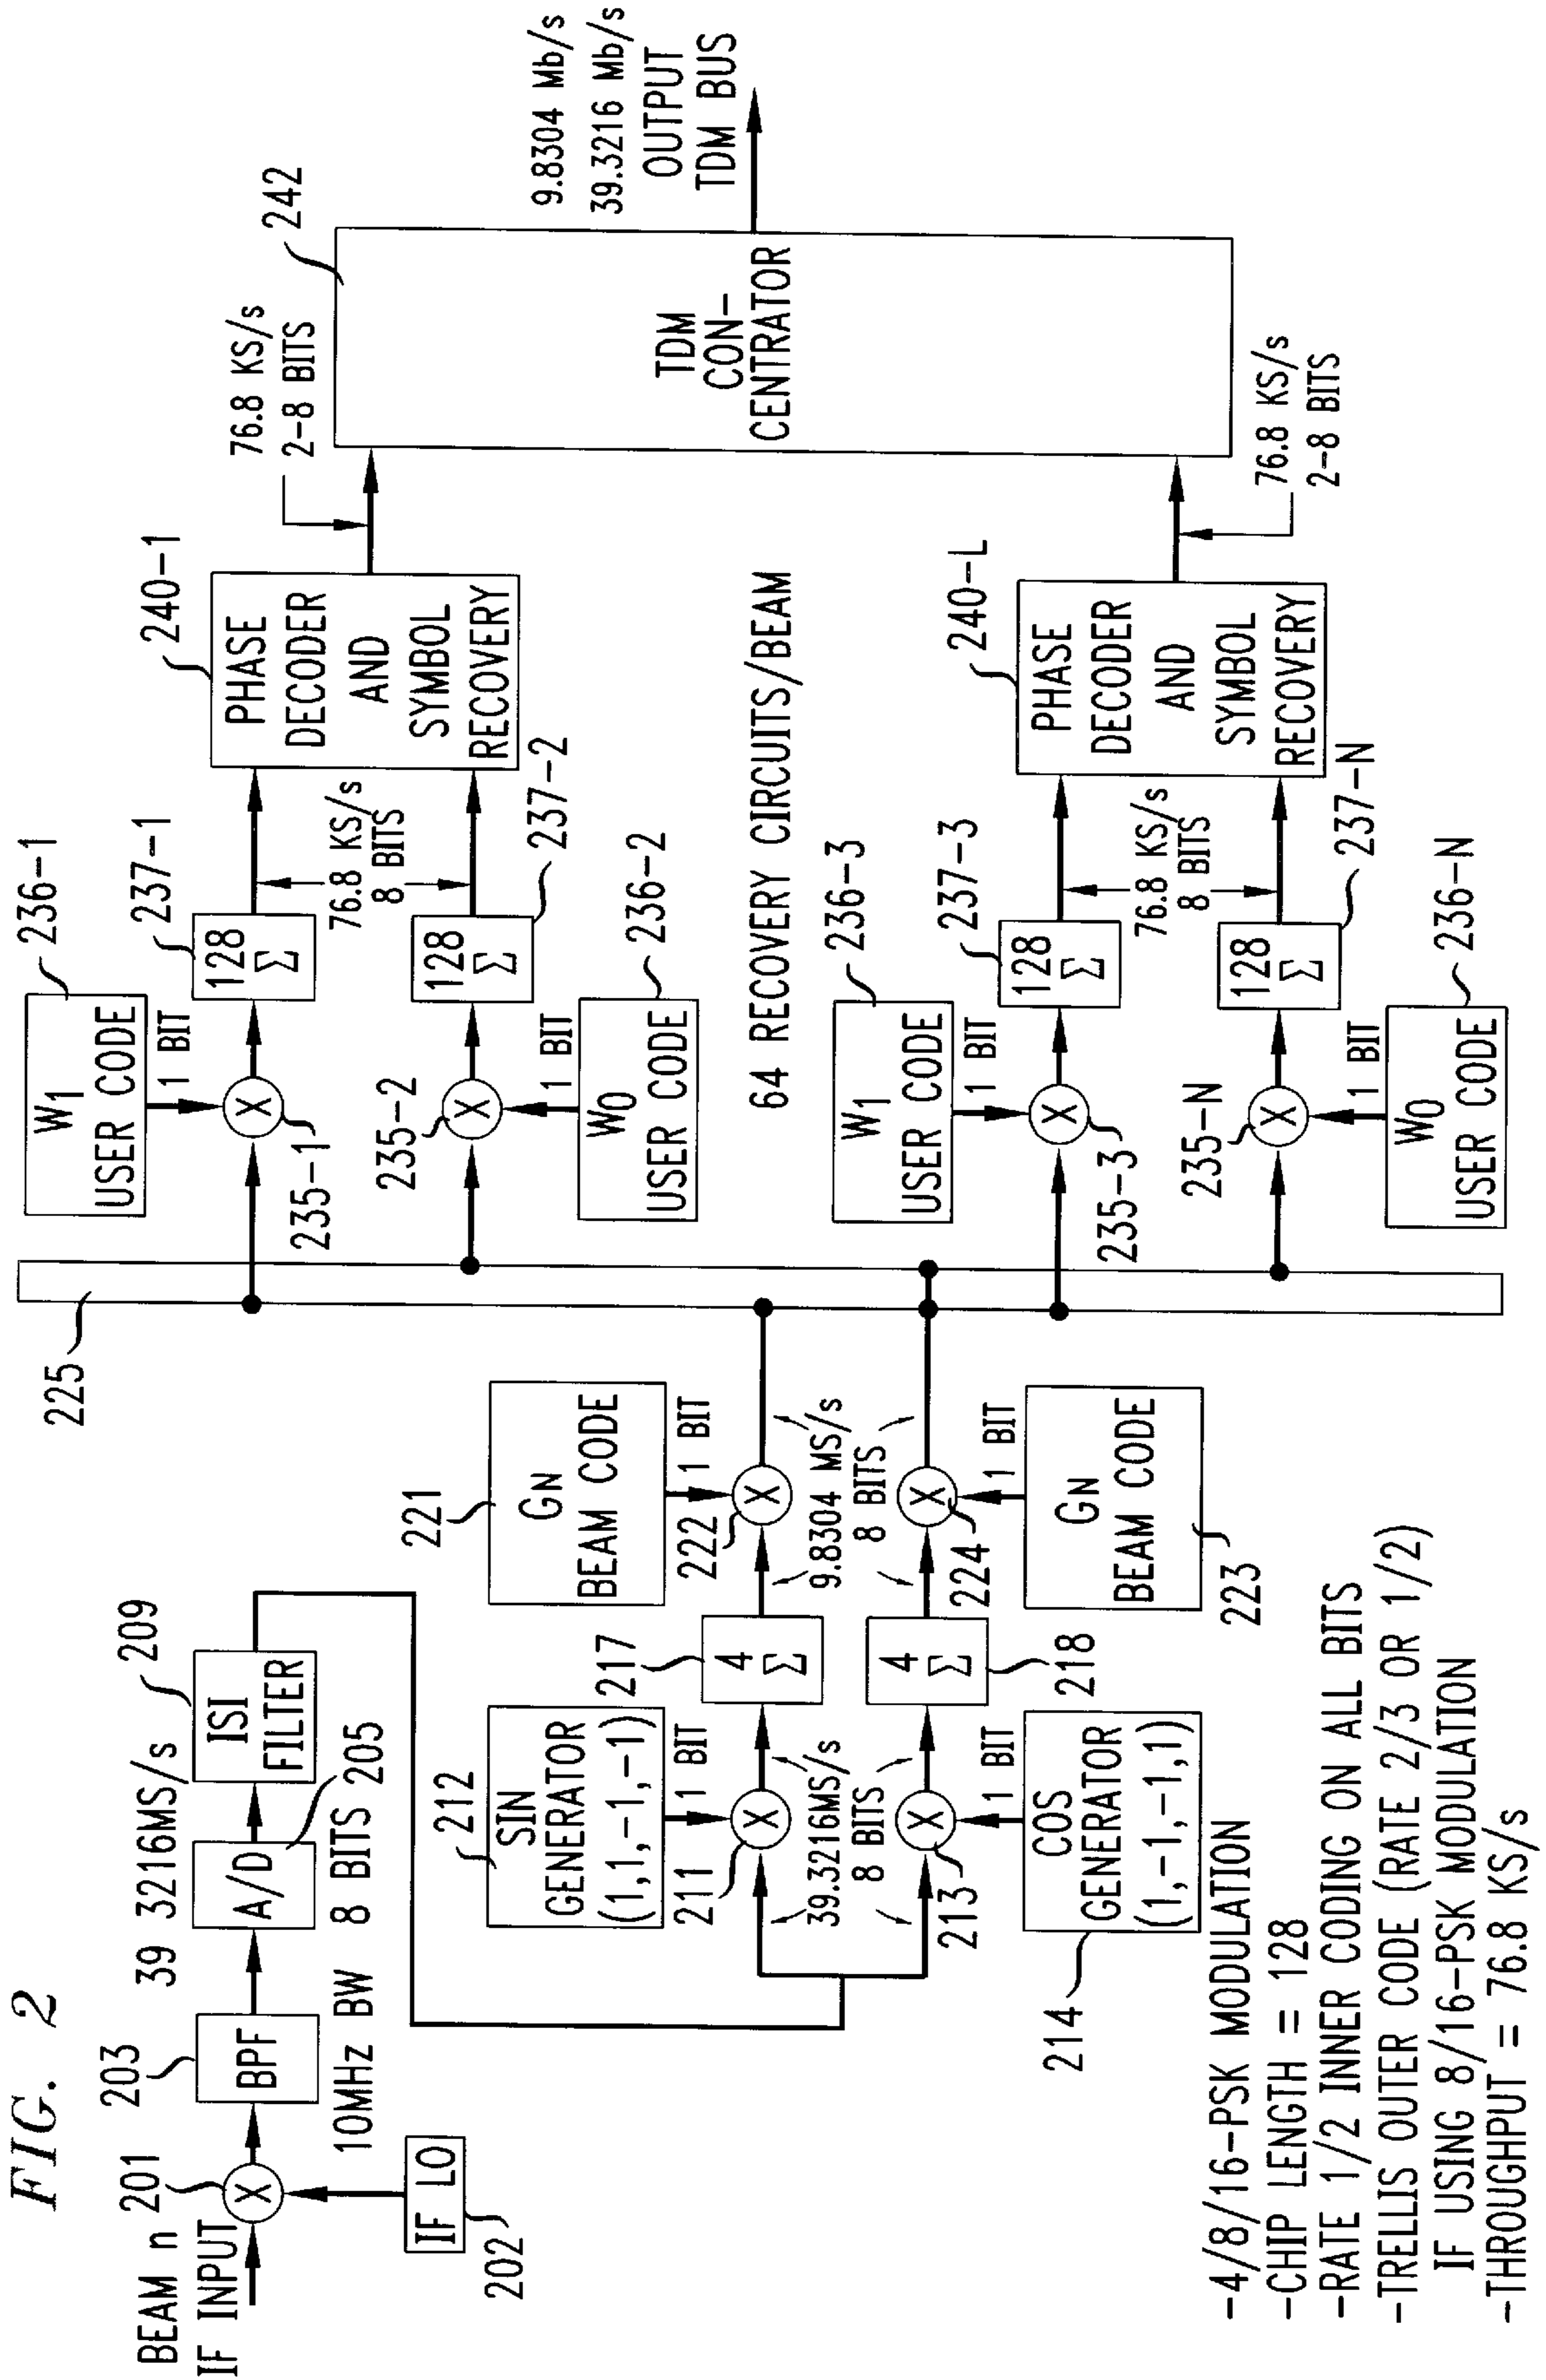 FIG. 2
BEAM n
IF INPUT
201
IF LO
202
203
BPF
10MHz BW
39 3216MS/s
A/D
205
8 BITS
209
ISI
FILTER
212
SIN
GENERATOR
(1,1,-1,-1)
1 BIT
211
39.3216MS/s
8 BITS
213
1 BIT
COS
GENERATOR
(1,-1,-1,1)
214
217
4
Σ
4
Σ
218
221
GN
BEAM CODE
1 BIT
222
9.8304 MS/s
8 BITS
224
1 BIT
GN
BEAM CODE
223
225
W1
USER CODE
236-1
1 BIT
235-1
128
Σ
237-1
76.8 KS/s
8 BITS
235-2
1 BIT
W0
USER CODE
236-2
128
Σ
237-2
PHASE
DECODER
AND
SYMBOL
RECOVERY
240-1
76.8 KS/s
2-8 BITS
64 RECOVERY CIRCUITS/BEAM
W1
USER CODE
236-3
1 BIT
235-3
128
Σ
237-3
76.8 KS/s
8 BITS
235-N
1 BIT
W0
USER CODE
236-N
128
Σ
237-N
PHASE
DECODER
AND
SYMBOL
RECOVERY
240-L
76.8 KS/s
2-8 BITS
242
TDM
CON-
CENTRATOR
9.8304 Mb/s
39.3216 Mb/s
OUTPUT
TDM BUS
-4/8/16-PSK MODULATION
-CHIP LENGTH = 128
-RATE 1/2 INNER CODING ON ALL BITS
-TRELLIS OUTER CODE (RATE 2/3 OR 1/2)
IF USING 8/16-PSK MODULATION
-THROUGHPUT = 76.8 KS/s